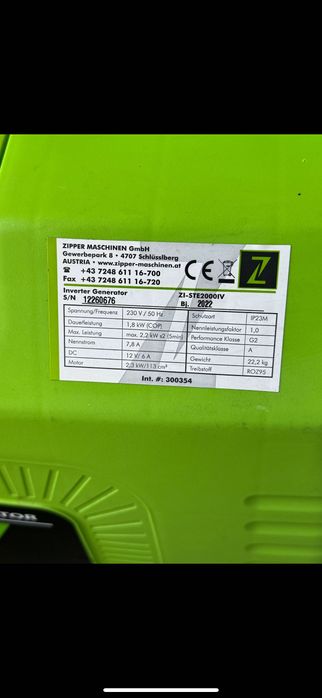 ZIPPER MASCHINEN GmbH
Gewerbepark 8 • 4707 Schlüsslberg
AUSTRIA • www.zipper-maschinen.at
☎ +43 7248 611 16-700
Fax +43 7248 611 16-720
Inverter Generator ZI-STE2000IV
S/N 12260676 Bj. 2022
Spannung/Frequenz 230 V/50 Hz Schutzart IP23M
Dauerleistung 1,8 kW (COP) Nennleistungsfaktor 1,0
Max. Leistung max. 2,2 kW s2 (5min) Performance Klasse G2
Nennstrom 7,8 A Qualitätsklasse A
DC 12 V/ 6 A Gewicht 22,2 kg
Motor 2,3 kW/113 cm³ Treibstoff ROZ95
Int. #: 300354
TOR